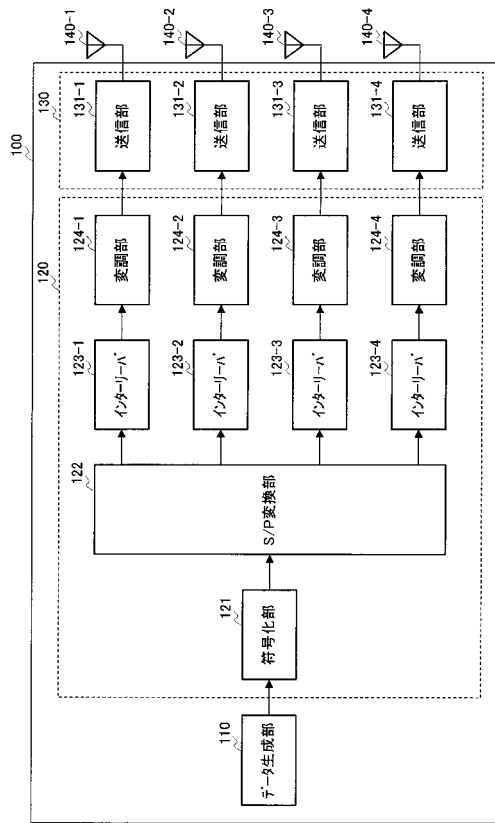 100
110
データ生成部
120
121
符号化部
122
S/P変換部
123-1
インターリーバ
124-1
変調部
130
131-1
送信部
140-1
123-2
インターリーバ
124-2
変調部
131-2
送信部
140-2
123-3
インターリーバ
124-3
変調部
131-3
送信部
140-3
123-4
インターリーバ
124-4
変調部
131-4
送信部
140-4